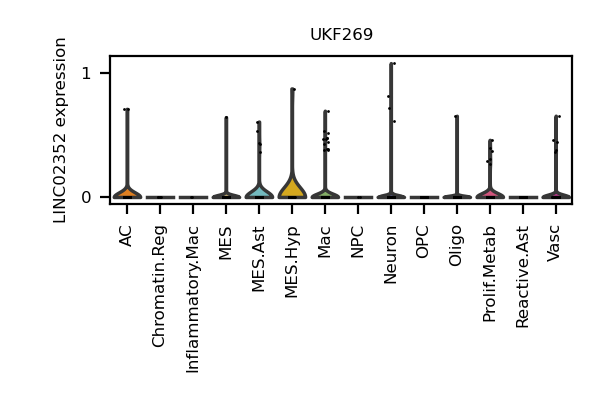 UKF269
LINC02352 expression
1
0
AC
Chromatin.Reg
Inflammatory.Mac
MES
MES.Ast
MES.Hyp
Mac
NPC
Neuron
OPC
Oligo
Prolif.Metab
Reactive.Ast
Vasc